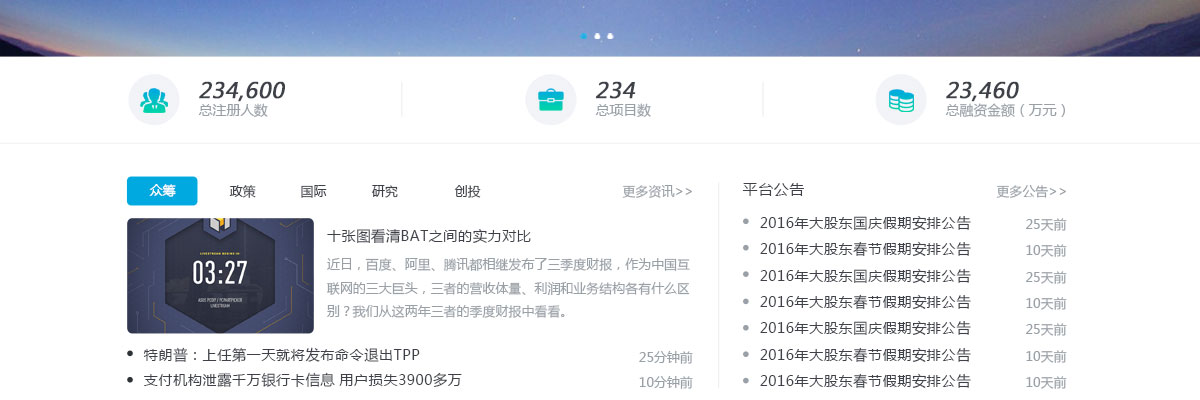 234,600
总注册人数
234
总项目数
23,460
总融资金额（万元）
众筹 政策 国际 研究 创投 更多资讯>>
03:27
十张图看清BAT之间的实力对比
近日，百度、阿里、腾讯都相继发布了三季度财报，作为中国互
联网的三大巨头，三者的营收体量、利润和业务结构各有什么区
别？我们从这两年三者的季度财报中看看。
特朗普：上任第一天就将发布命令退出TPP 25分钟前
支付机构泄露千万银行卡信息 用户损失3900多万 10分钟前
平台公告 更多公告>>
2016年大股东国庆假期安排公告 25天前
2016年大股东春节假期安排公告 10天前
2016年大股东国庆假期安排公告 25天前
2016年大股东春节假期安排公告 10天前
2016年大股东国庆假期安排公告 25天前
2016年大股东春节假期安排公告 10天前
2016年大股东春节假期安排公告 10天前